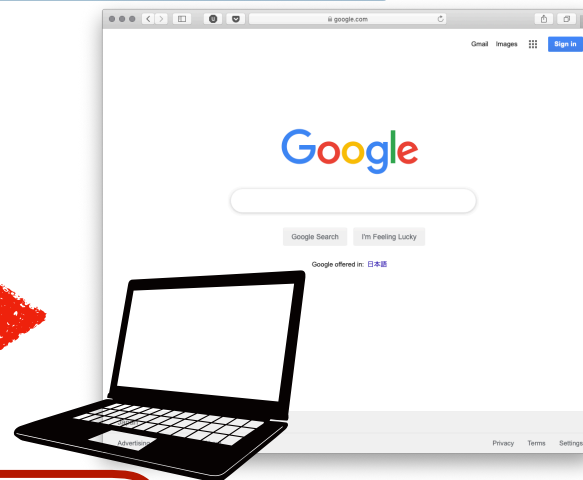 google.com
Gmail Images Sign in
Google
Google Search I'm Feeling Lucky
Google offered in: 日本語
Advertising Privacy Terms Settings